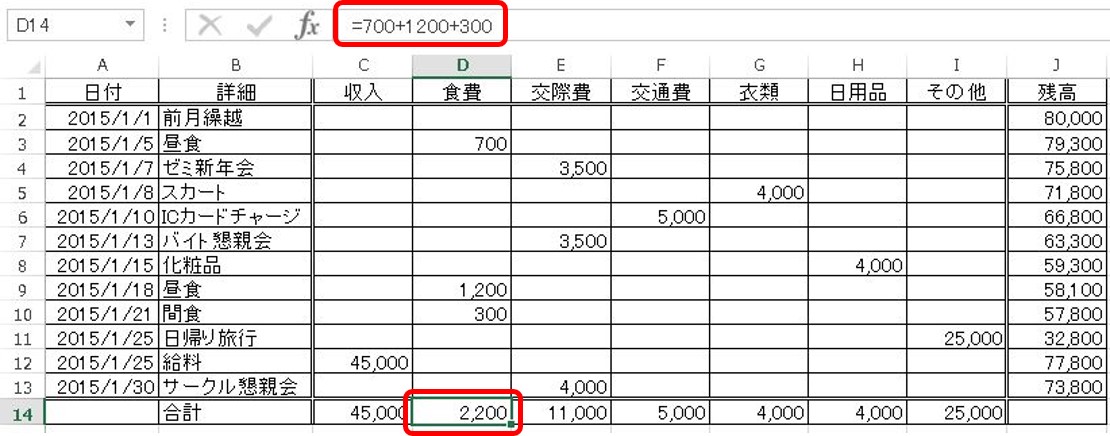 D14 fx =700+1200+300
A B C D E F G H I J
1 日付 詳細 収入 食費 交際費 交通費 衣類 日用品 その他 残高
2 2015/1/1 前月繰越 80,000
3 2015/1/5 昼食 700 79,300
4 2015/1/7 ゼミ新年会 3,500 75,800
5 2015/1/8 スカート 4,000 71,800
6 2015/1/10 ICカードチャージ 5,000 66,800
7 2015/1/13 バイト懇親会 3,500 63,300
8 2015/1/15 化粧品 4,000 59,300
9 2015/1/18 昼食 1,200 58,100
10 2015/1/21 間食 300 57,800
11 2015/1/25 日帰り旅行 25,000 32,800
12 2015/1/25 給料 45,000 77,800
13 2015/1/30 サークル懇親会 4,000 73,800
14 合計 45,000 2,200 11,000 5,000 4,000 4,000 25,000